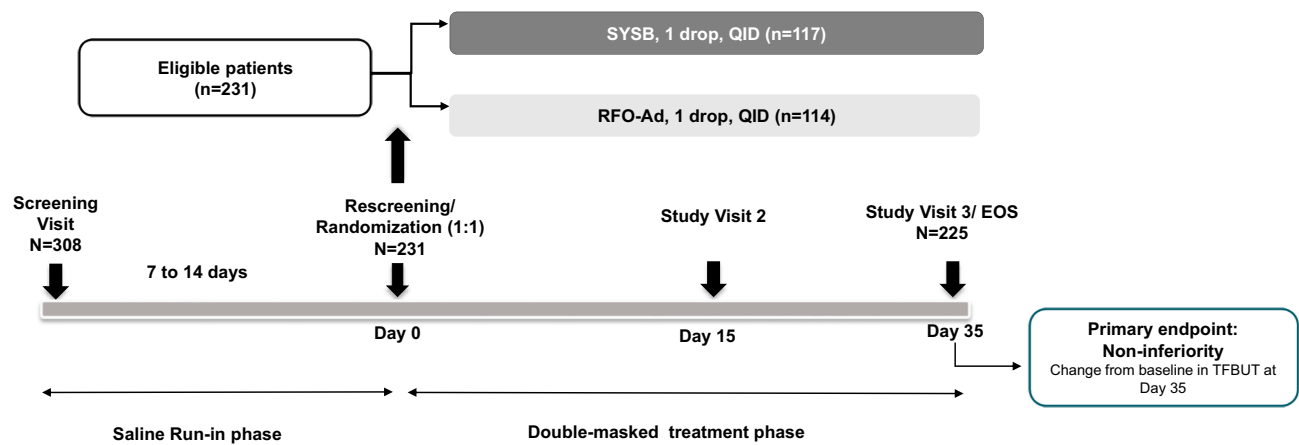 SYSB, 1 drop, QID (n=117)
Eligible patients
(n=231)
RFO-Ad, 1 drop, QID (n=114)
Screening
Visit
N=308
Rescreening/
Randomization (1:1)
N=231
Study Visit 2
Study Visit 3/ EOS
N=225
7 to 14 days
Day 0
Day 15
Day 35
Primary endpoint:
Non-inferiority
Change from baseline in TFBUT at
Day 35
Saline Run-in phase
Double-masked treatment phase